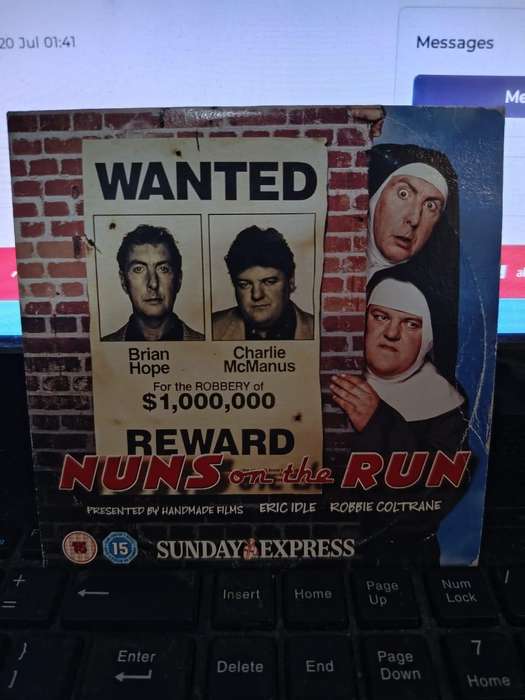 20 Jul 01:41
Messages
Me
WANTED
Brian Hope
Charlie McManus
For the ROBBERY of
$1,000,000
REWARD
NUNS on the RUN
PRESENTED BY HANDMADE FILMS ERIC IDLE ROBBIE COLTRANE
15 15 SUNDAY EXPRESS
+
=
Insert
Home
Page Up
Num Lock
/
}
]
Enter
Delete
End
Page Down
7
Home